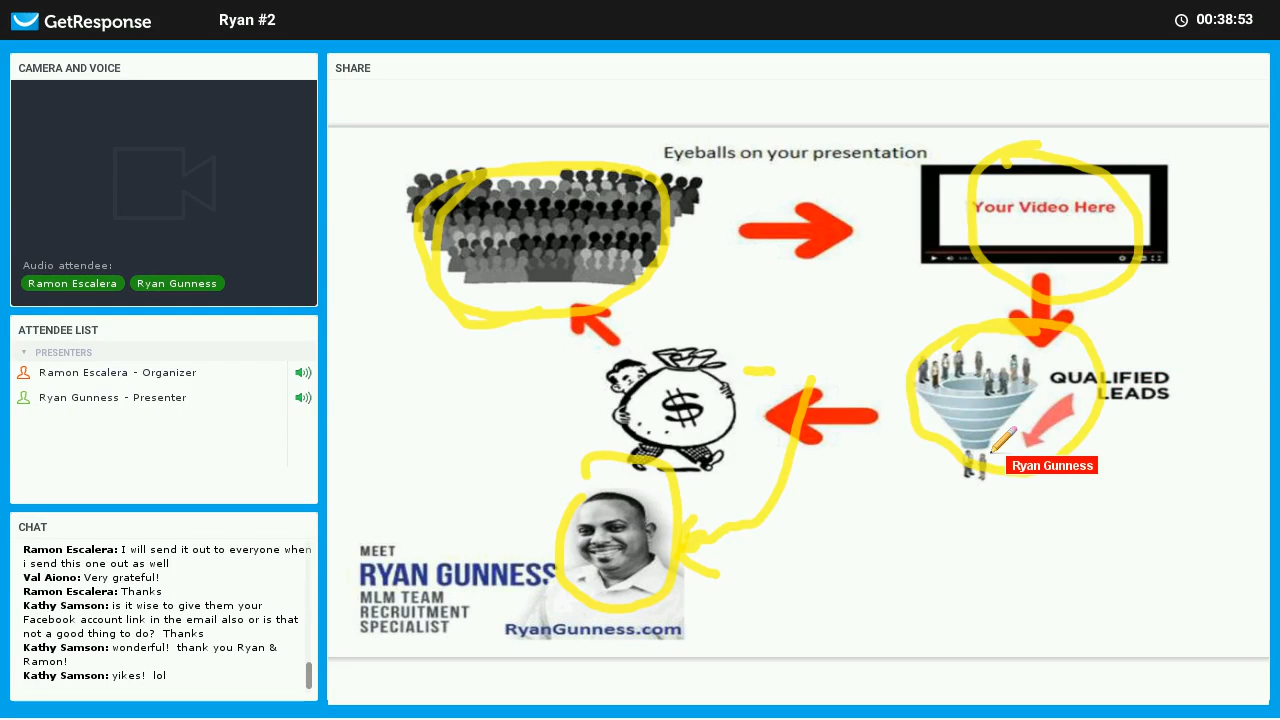 GetResponse
Ryan #2
00:38:53
CAMERA AND VOICE
Audio attendee:
Ramon Escalera
Ryan Gunness
ATTENDEE LIST
PRESENTERS
Ramon Escalera - Organizer
Ryan Gunness - Presenter
CHAT
Ramon Escalera: I will send it out to everyone when
i send this one out as well
Val Aiono: Very grateful!
Ramon Escalera: Thanks
Kathy Samson: is it wise to give them your
Facebook account link in the email also or is that
not a good thing to do? Thanks
Kathy Samson: wonderful! thank you Ryan &
Ramon!
Kathy Samson: yikes! lol
SHARE
Eyeballs on your presentation
Your Video Here
QUALIFIED
LEADS
Ryan Gunness
$
MEET
RYAN GUNNESS
MLM TEAM
RECRUITMENT
SPECIALIST
RyanGunness.com